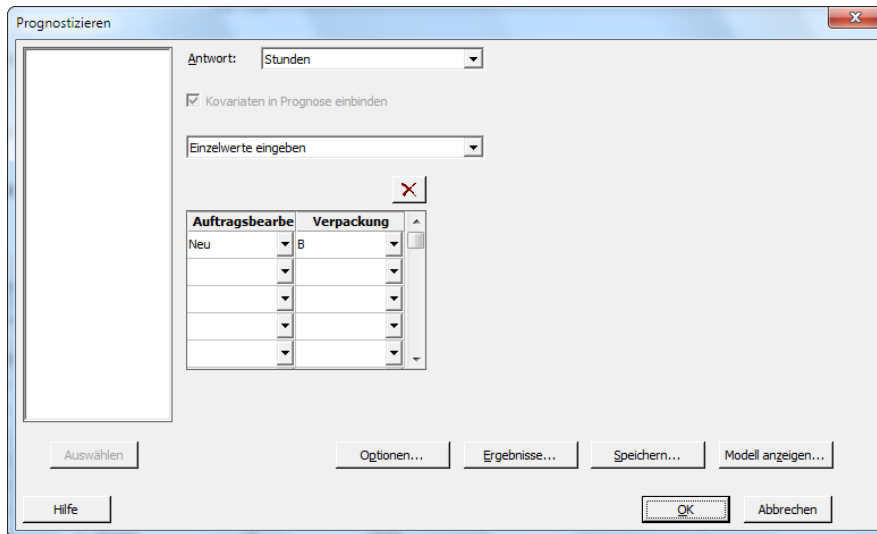 Prognostizieren
Antwort: Stunden
Kovariaten in Prognose einbinden
Einzelwerte eingeben
Auftragsbearbe Verpackung
Neu B
Auswählen Optionen... Ergebnisse... Speichern... Modell anzeigen...
Hilfe OK Abbrechen